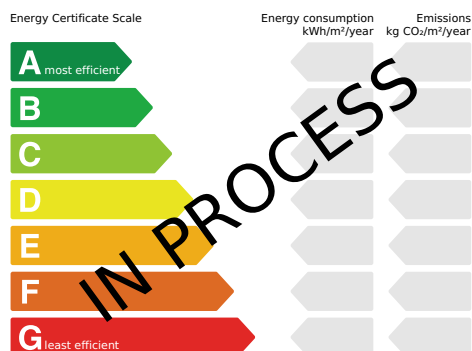 Energy Certificate Scale
Energy consumption
kWh/m²/year
Emissions
kg CO₂/m²/year
A most efficient
B
C
D
E
F
G least efficient
IN PROCESS